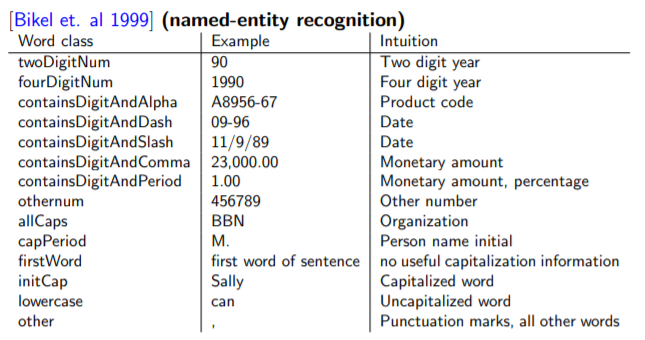 [Bikel et. al 1999] (named-entity recognition)
Word class Example Intuition
twoDigitNum 90 Two digit year
fourDigitNum 1990 Four digit year
containsDigitAndAlpha A8956-67 Product code
containsDigitAndDash 09-96 Date
containsDigitAndSlash 11/9/89 Date
containsDigitAndComma 23,000.00 Monetary amount
containsDigitAndPeriod 1.00 Monetary amount, percentage
othernum 456789 Other number
allCaps BBN Organization
capPeriod M. Person name initial
firstWord first word of sentence no useful capitalization information
initCap Sally Capitalized word
lowercase can Uncapitalized word
other , Punctuation marks, all other words